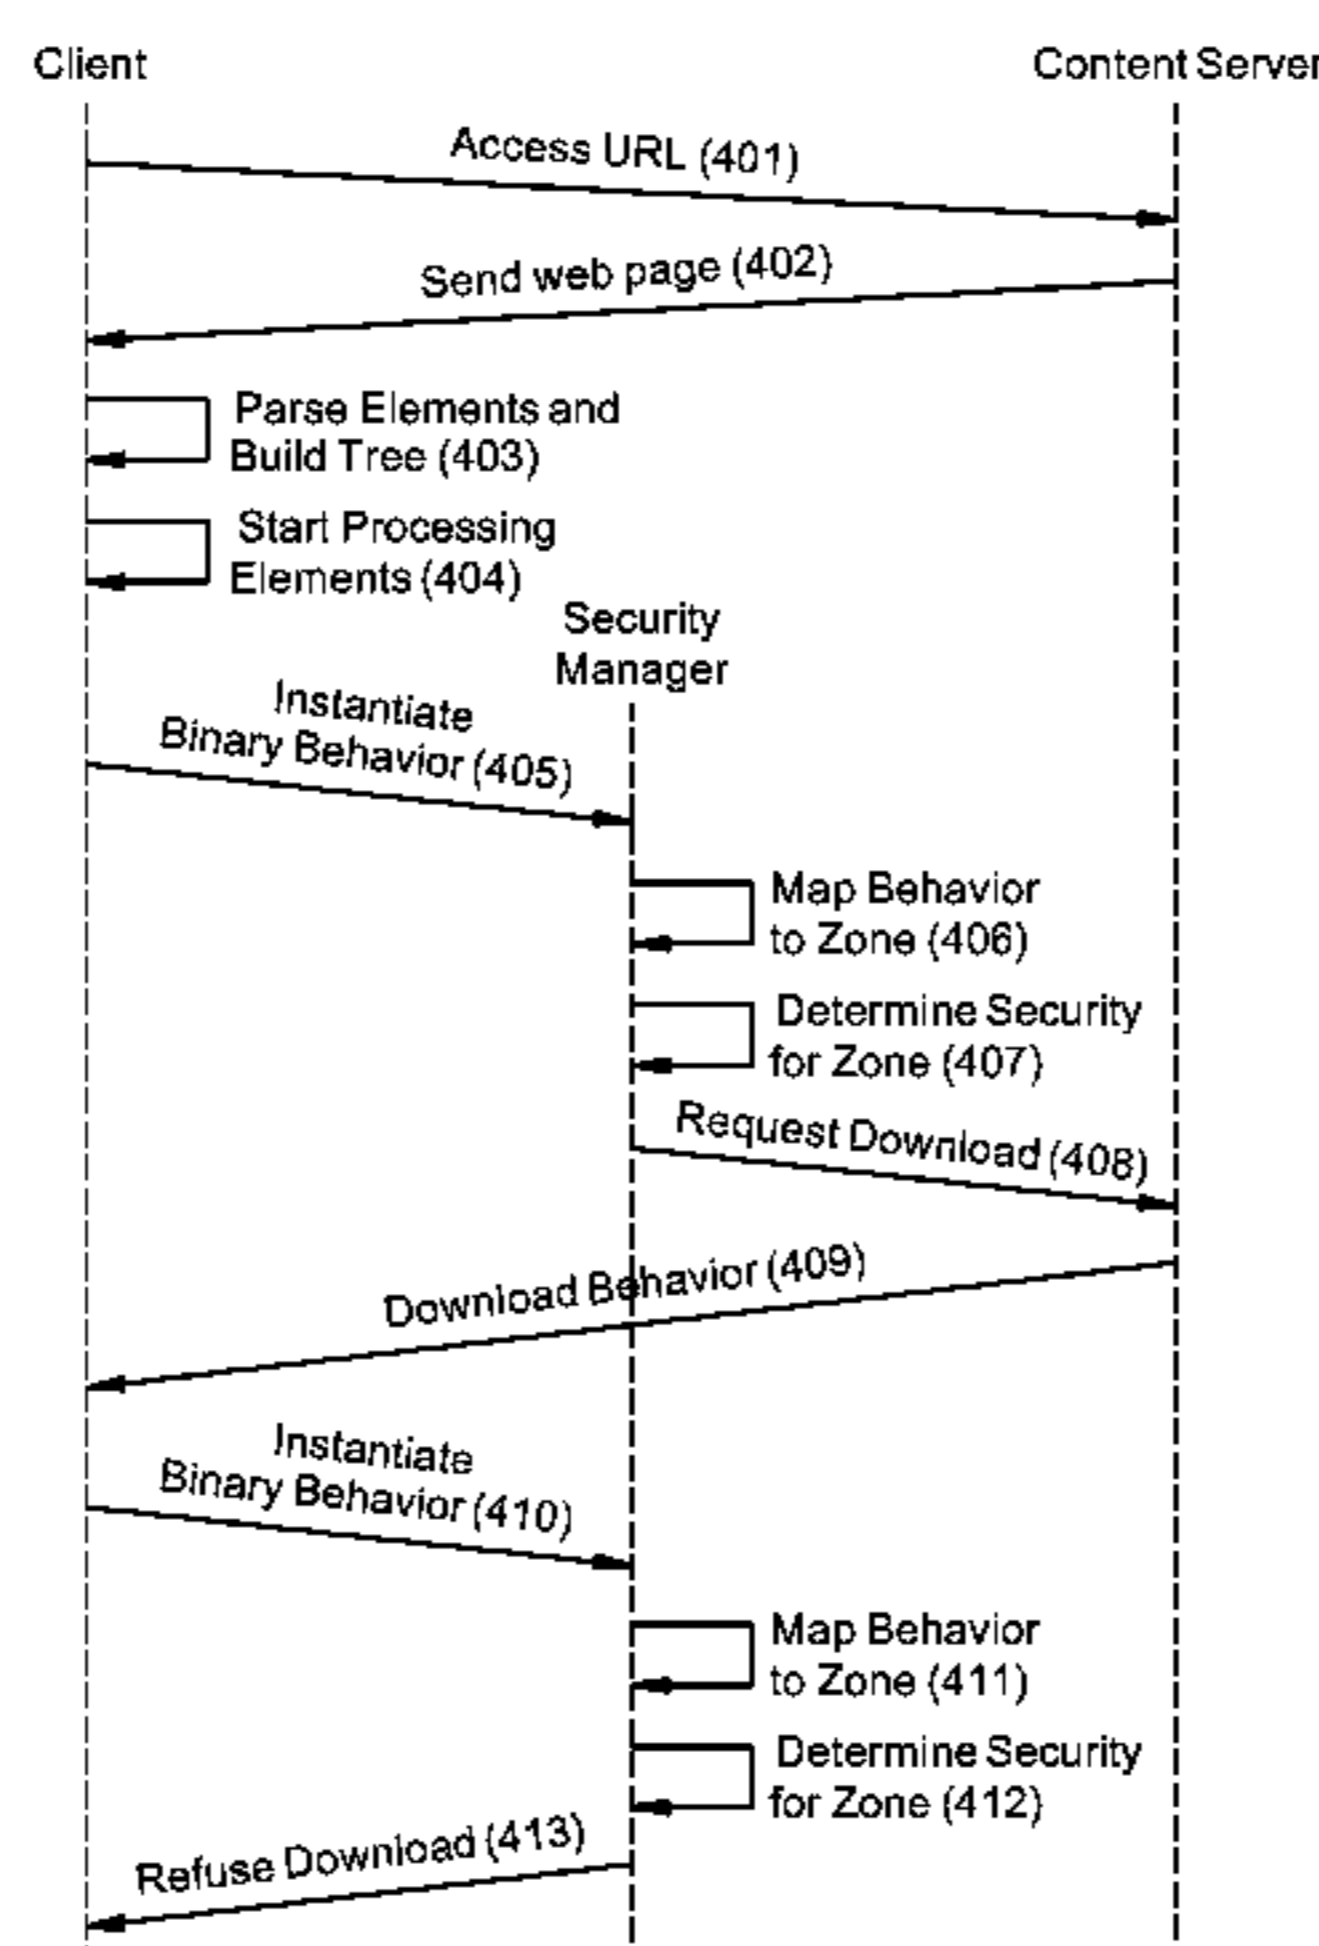 Client
Content Server
Access URL (401)
Send web page (402)
Parse Elements and
Build Tree (403)
Start Processing
Elements (404)
Security
Manager
Instantiate
Binary Behavior (405)
Map Behavior
to Zone (406)
Determine Security
for Zone (407)
Request Download (408)
Download Behavior (409)
Instantiate
Binary Behavior (410)
Map Behavior
to Zone (411)
Determine Security
for Zone (412)
Refuse Download (413)